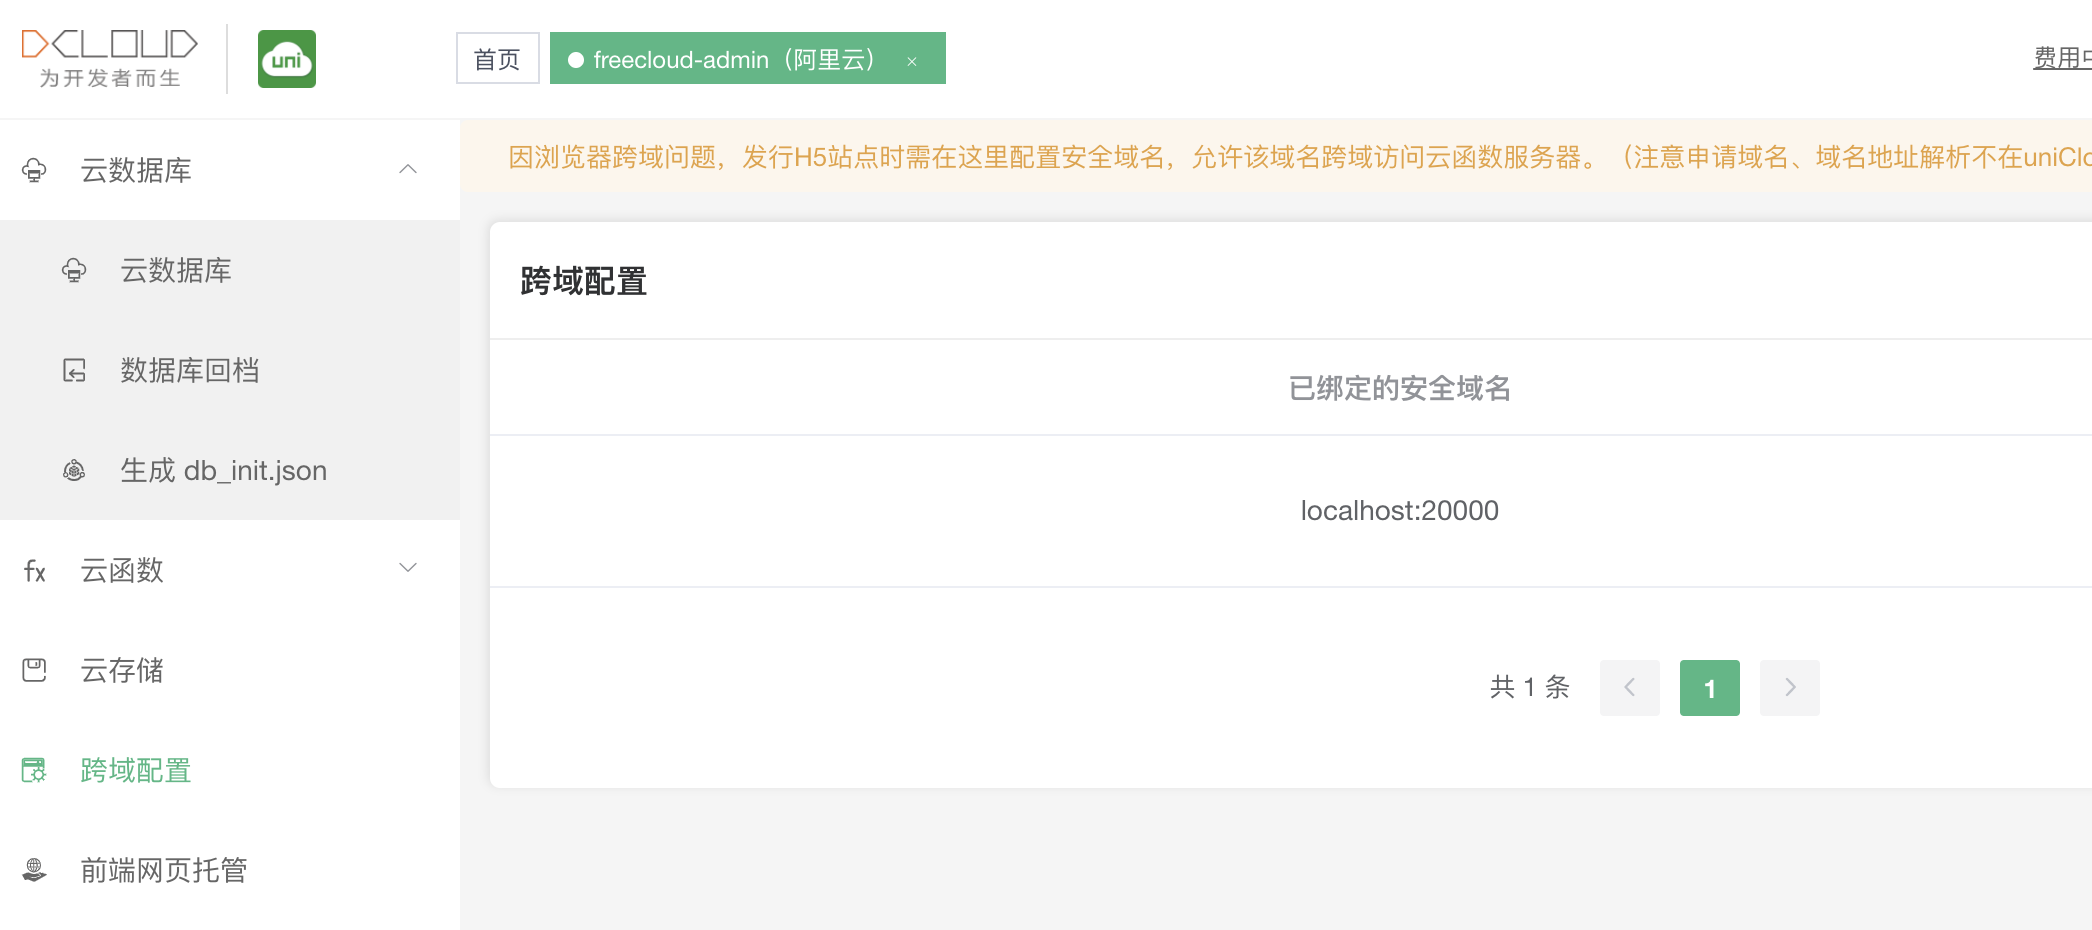 DCLOUD
为开发者而生
uni
首页
freecloud-admin（阿里云） ×
费用中
云数据库
云数据库
数据库回档
生成 db_init.json
fx 云函数
云存储
跨域配置
前端网页托管
因浏览器跨域问题，发行H5站点时需在这里配置安全域名，允许该域名跨域访问云函数服务器。（注意申请域名、域名地址解析不在uniClo
跨域配置
已绑定的安全域名
localhost:20000
共 1 条
1